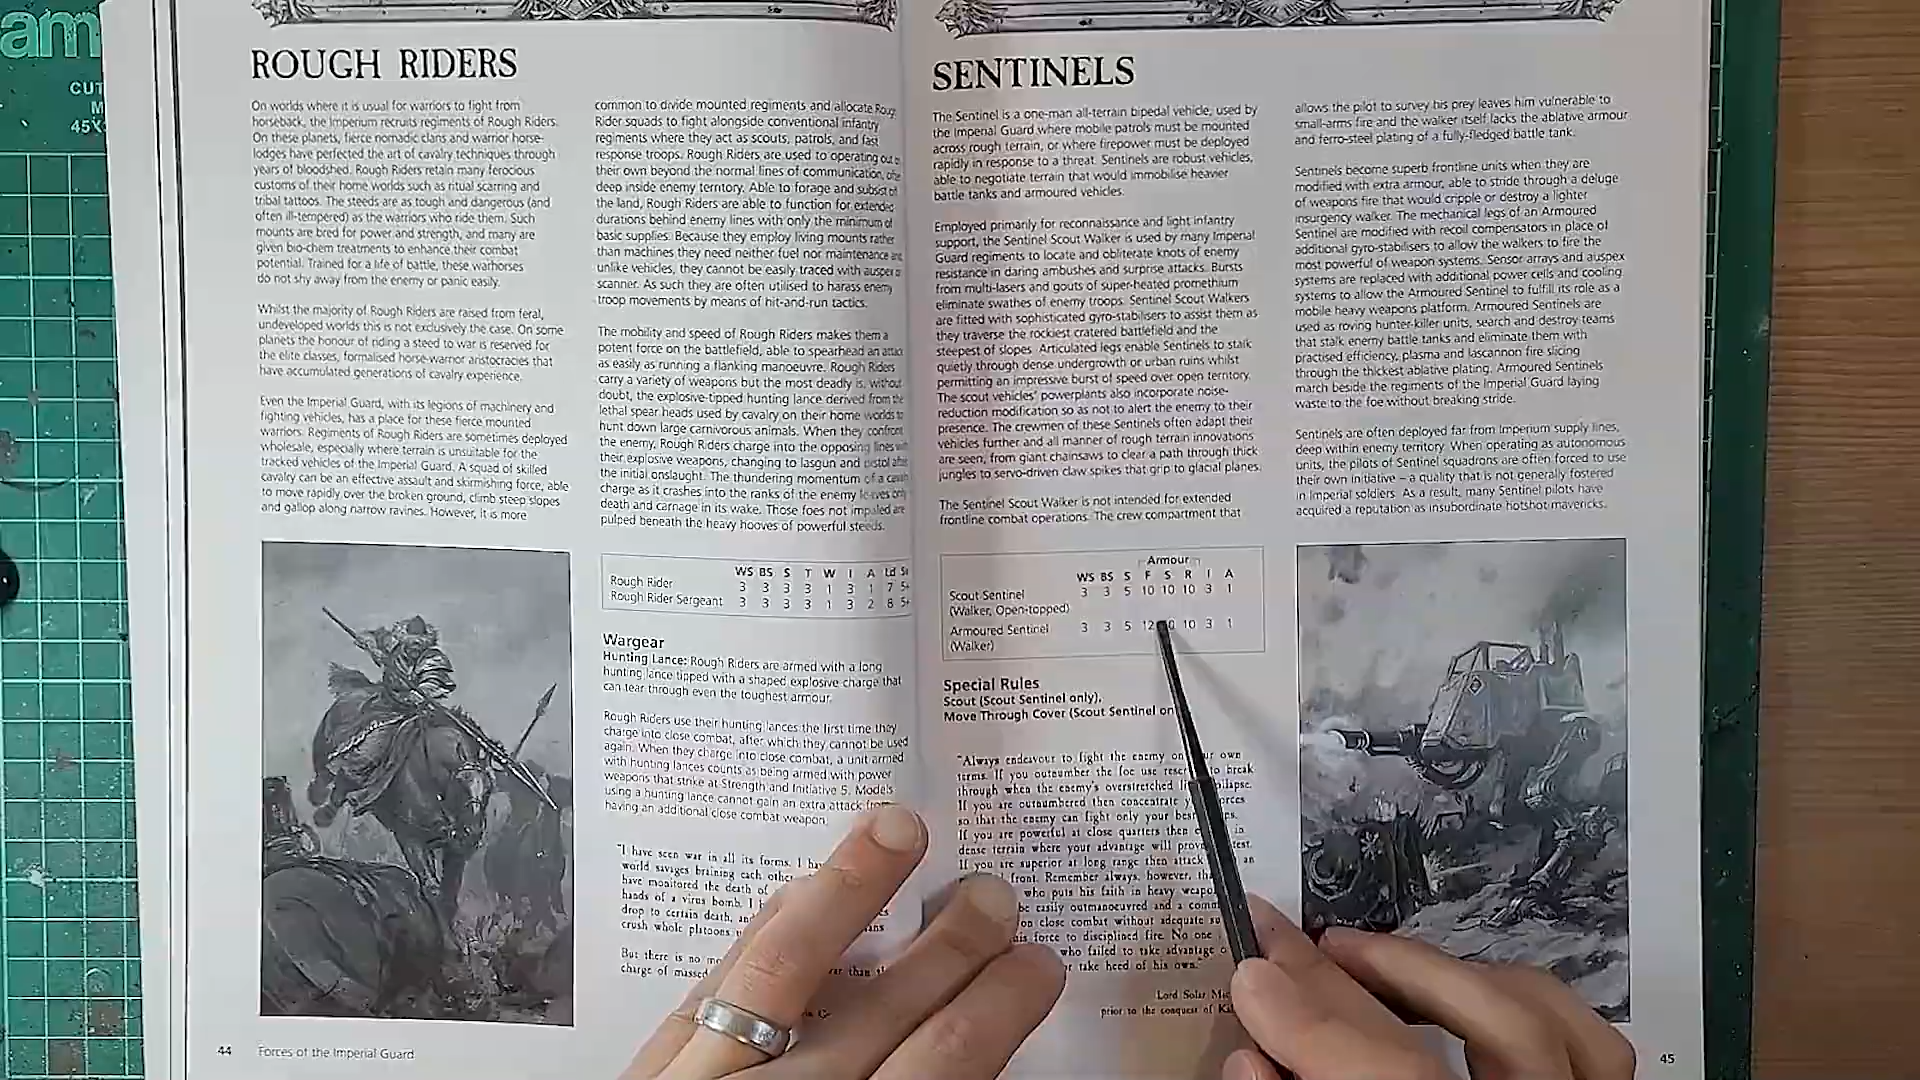 am
CUT
M
45
ROUGH RIDERS
On worlds where it is usual for warriors to fight from
horseback, the Imperium recruits regiments of Rough Riders.
On these planets, fierce nomadic clans and warrior horse-
lodges have perfected the art of cavalry techniques through
years of bloodshed. Rough Riders retain many ferocious
customs of their home worlds such as ritual scarring and
tribal tattoos. The steeds are as tough and dangerous (and
often ill-tempered) as the warriors who ride them. Such
mounts are bred for power and strength, and many are
given bio-chem treatments to enhance their combat
potential. Trained for a life of battle, these warhorses
do not shy away from the enemy or panic easily.
Whilst the majority of Rough Riders are raised from feral,
undeveloped worlds this is not exclusively the case. On some
planets the honour of riding a steed to war is reserved for
the elite classes, formalised horse-warrior aristocracies that
have accumulated generations of cavalry experience.
Even the Imperial Guard, with its legions of machinery and
fighting vehicles, has a place for these fierce mounted
warriors. Regiments of Rough Riders are sometimes deployed
wholesale, especially where terrain is unsuitable for the
tracked vehicles of the Imperial Guard. A squad of skilled
cavalry can be an effective assault and skirmishing force, able
to move rapidly over the broken ground, climb steep slopes
and gallop along narrow ravines. However, it is more
common to divide mounted regiments and allocate Rough
Rider squads to fight alongside conventional infantry
regiments where they act as scouts, patrols, and fast
response troops. Rough Riders are used to operating out
their own beyond the normal lines of communication,
deep inside enemy territory. Able to forage and subsist off
the land, Rough Riders are able to function for extended
durations behind enemy lines with only the minimum of
basic supplies. Because they employ living mounts rather
than machines they need neither fuel nor maintenance and
unlike vehicles, they cannot be easily traced with auspex
scanner. As such they are often utilised to harass enemy
troop movements by means of hit-and-run tactics.
The mobility and speed of Rough Riders makes them a
potent force on the battlefield, able to spearhead an attack
as easily as running a flanking manoeuvre. Rough Riders
carry a variety of weapons but the most deadly is, without
doubt, the explosive-tipped hunting lance derived from the
lethal spear heads used by cavalry on their home worlds to
hunt down large carnivorous animals. When they confront
the enemy, Rough Riders charge into the opposing lines with
their explosive weapons, changing to lasgun and pistol after
the initial onslaught. The thundering momentum of a cavalry
charge as it crashes into the ranks of the enemy leaves only
death and carnage in its wake. Those foes not impaled are
pulped beneath the heavy hooves of powerful steeds.
WS BS S T W I A Ld Sv
Rough Rider 3 3 3 3 1 3 1 7 5+
Rough Rider Sergeant 3 3 3 3 1 3 2 8 5+
Wargear
Hunting Lance: Rough Riders are armed with a long
hunting lance tipped with a shaped explosive charge that
can tear through even the toughest armour.
Rough Riders use their hunting lances the first time they
charge into close combat, after which they cannot be used
again. When they charge into close combat, a unit armed
with hunting lances counts as being armed with power
weapons that strike at Strength and Initiative 5. Models
using a hunting lance cannot gain an extra attack from
having an additional close combat weapon.
"I have seen war in all its forms. I have
world savages braining each other
have monitored the death of
hands of a virus bomb. I
drop to certain death, and
crush whole platoons
But there is no
charge of massed
44 Forces of the Imperial Guard
SENTINELS
The Sentinel is a one-man all-terrain bipedal vehicle, used by
the Imperial Guard where mobile patrols must be mounted
across rough terrain, or where firepower must be deployed
rapidly in response to a threat. Sentinels are robust vehicles,
able to negotiate terrain that would immobilise heavier
battle tanks and armoured vehicles.
Employed primarily for reconnaissance and light infantry
support, the Sentinel Scout Walker is used by many Imperial
Guard regiments to locate and obliterate knots of enemy
resistance in daring ambushes and surprise attacks. Bursts
from multi-lasers and gouts of super-heated promethium
eliminate swathes of enemy troops. Sentinel Scout Walkers
are fitted with sophisticated gyro-stabilisers to assist them as
they traverse the rockiest cratered battlefield and the
steepest of slopes. Articulated legs enable Sentinels to stalk
quietly through dense undergrowth or urban ruins whilst
permitting an impressive burst of speed over open territory.
The scout vehicles' powerplants also incorporate noise-
reduction modification so as not to alert the enemy to their
presence. The crewmen of these Sentinels often adapt their
vehicles further and all manner of rough terrain innovations
are seen, from giant chainsaws to clear a path through thick
jungles to servo-driven claw spikes that grip to glacial planes.
The Sentinel Scout Walker is not intended for extended
frontline combat operations. The crew compartment that
allows the pilot to survey his prey leaves him vulnerable to
small-arms fire and the walker itself lacks the ablative armour
and ferro-steel plating of a fully-fledged battle tank.
Sentinels become superb frontline units when they are
modified with extra armour, able to stride through a deluge
of weapons fire that would cripple or destroy a lighter
insurgency walker. The mechanical legs of an Armoured
Sentinel are modified with recoil compensators in place of
additional gyro-stabilisers to allow the walkers to fire the
most powerful of weapon systems. Sensor arrays and auspex
systems are replaced with additional power cells and cooling
systems to allow the Armoured Sentinel to fulfill its role as a
mobile heavy weapons platform. Armoured Sentinels are
used as roving hunter-killer units, search and destroy teams
that stalk enemy battle tanks and eliminate them with
practised efficiency, plasma and lascannon fire slicing
through the thickest ablative plating. Armoured Sentinels
march beside the regiments of the Imperial Guard laying
waste to the foe without breaking stride.
Sentinels are often deployed far from Imperium supply lines,
deep within enemy territory. When operating as autonomous
units, the pilots of Sentinel squadrons are often forced to use
their own initiative – a quality that is not generally fostered
in Imperial soldiers. As a result, many Sentinel pilots have
acquired a reputation as insubordinate hotshot mavericks.
Armour
WS BS S F S R I A
Scout Sentinel 3 3 5 10 10 10 3 1
(Walker, Open-topped)
Armoured Sentinel 3 3 5 12 10 10 3 1
(Walker)
Special Rules
Scout (Scout Sentinel only),
Move Through Cover (Scout Sentinel
"Always endeavour to fight the enemy on your own
terms. If you outnumber the foe use to break
through when the enemy's overstretched
If you are outnumbered then concentrate forces
so that the enemy can fight only your best
If you are powerful at close quarters then in
dense terrain where your advantage will
If you are superior at long range then attack an
front. Remember always, however,
who puts his faith in heavy
be easily outmanoeuvred and a
on close combat without adequate
his force to disciplined fire. No one
who failed to take advantage
or take heed of his own."
Lord Solar
prior to the conquest of
45